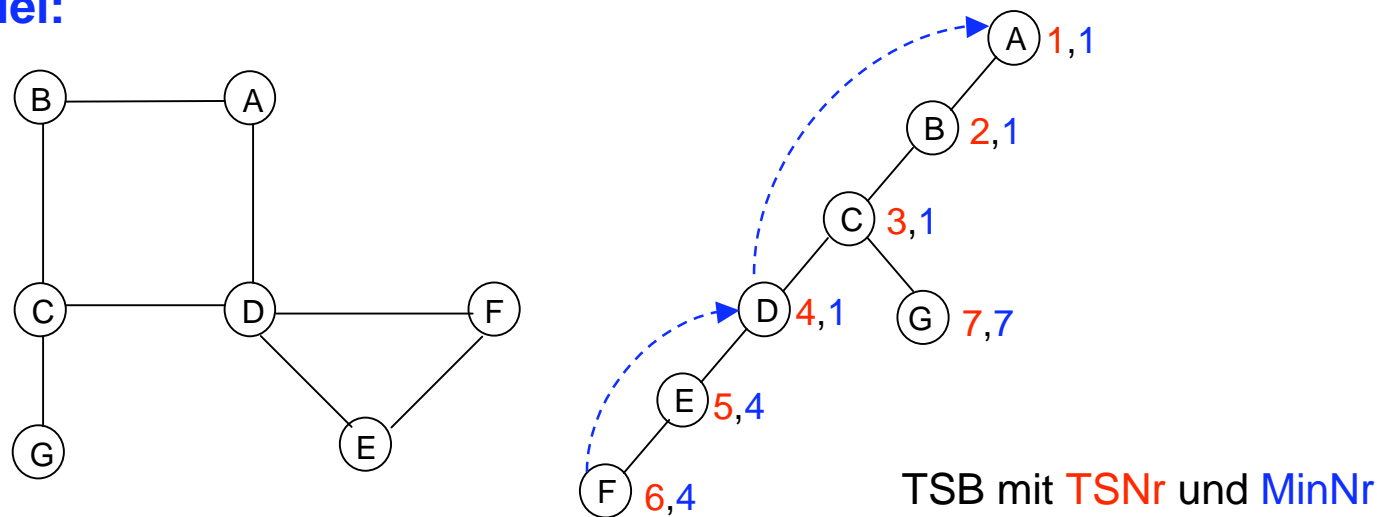 B A
C D F
G E
A 1,1
B 2,1
C 3,1
D 4,1 G 7,7
E 5,4
F 6,4
TSB mit TSNr und MinNr